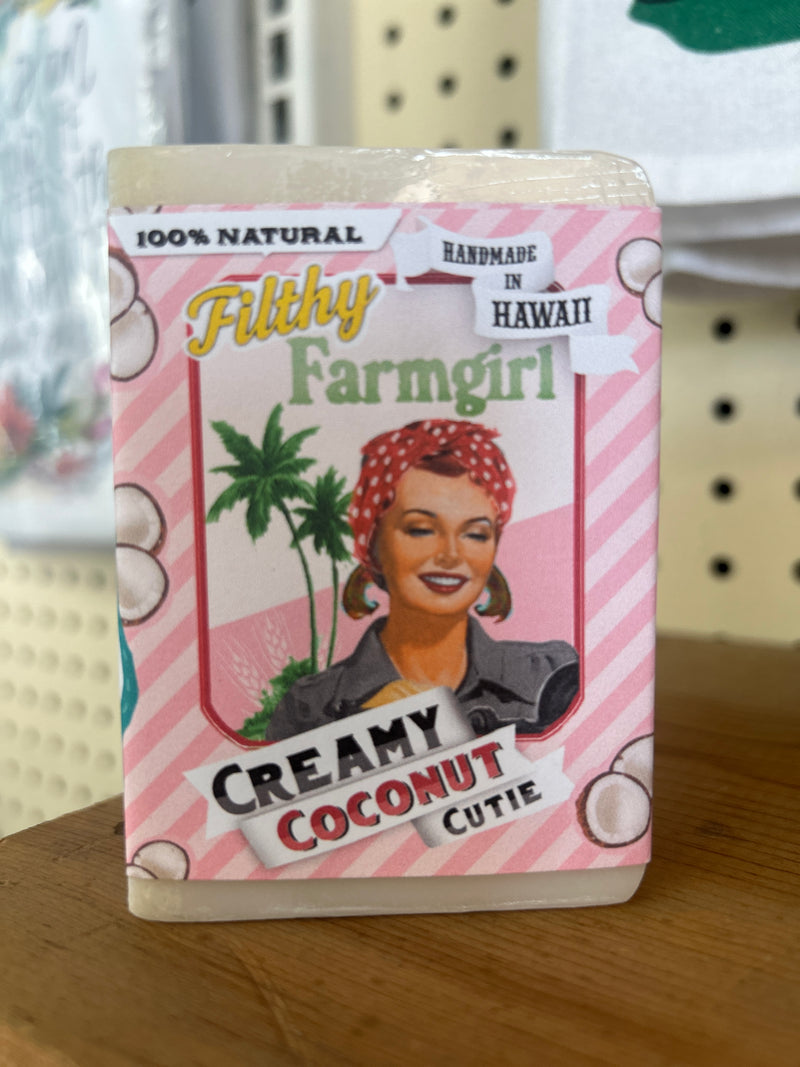 100% NATURAL
HANDMADE
IN
HAWAII
Filthy
Farmgirl
CREAMY
COCONUT
CUTIE